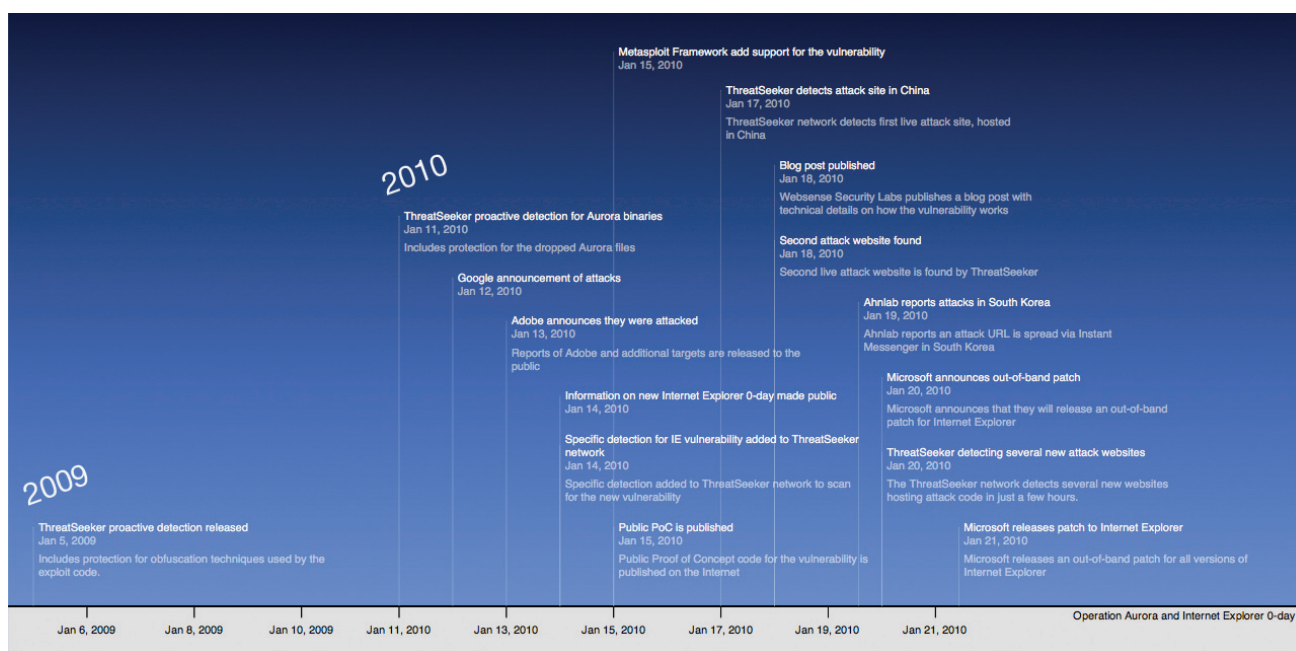 Metasploit Framework add support for the vulnerability
Jan 15, 2010
ThreatSeeker detects attack site in China
Jan 17, 2010
ThreatSeeker network detects first live attack site, hosted
in China
2010
Blog post published
Jan 18, 2010
Websense Security Labs publishes a blog post with
technical details on how the vulnerability works
ThreatSeeker proactive detection for Aurora binaries
Jan 11, 2010
Includes protection for the dropped Aurora files
Second attack website found
Jan 18, 2010
Second live attack website is found by ThreatSeeker
Google announcement of attacks
Jan 12, 2010
Ahnlab reports attacks in South Korea
Jan 19, 2010
Ahnlab reports an attack URL is spread via Instant
Messenger in South Korea
Adobe announces they were attacked
Jan 13, 2010
Reports of Adobe and additional targets are released to the
public
Microsoft announces out-of-band patch
Jan 20, 2010
Microsoft announces that they will release an out-of-band
patch for Internet Explorer
Information on new Internet Explorer 0-day made public
Jan 14, 2010
Specific detection for IE vulnerability added to ThreatSeeker
network
Jan 14, 2010
Specific detection added to ThreatSeeker network to scan
for the new vulnerability
ThreatSeeker detecting several new attack websites
Jan 20, 2010
The ThreatSeeker network detects several new websites
hosting attack code in just a few hours.
2009
ThreatSeeker proactive detection released
Jan 5, 2009
Includes protection for obfuscation techniques used by the
exploit code.
Public PoC is published
Jan 15, 2010
Public Proof of Concept code for the vulnerability is
published on the Internet
Microsoft releases patch to Internet Explorer
Jan 21, 2010
Microsoft releases an out-of-band patch for all versions of
Internet Explorer
Operation Aurora and Internet Explorer 0-day
Jan 6, 2009
Jan 8, 2009
Jan 10, 2009
Jan 11, 2010
Jan 13, 2010
Jan 15, 2010
Jan 17, 2010
Jan 19, 2010
Jan 21, 2010